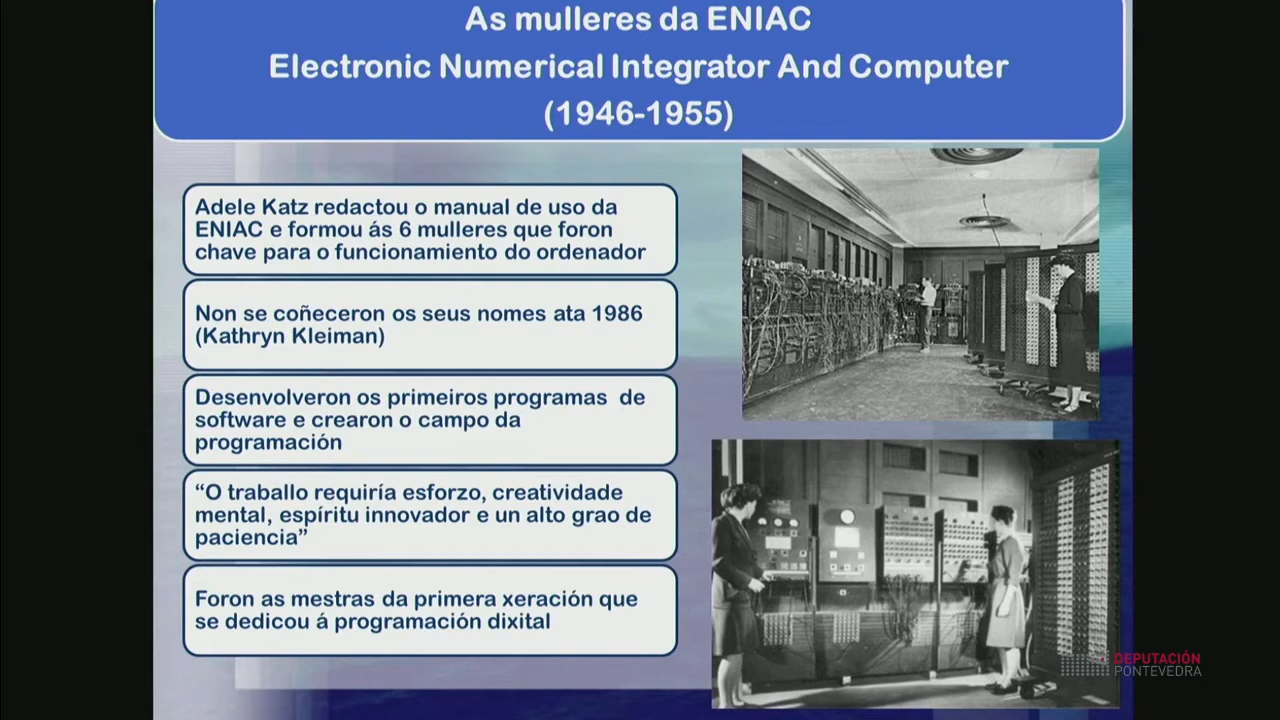 As mulleres da ENIAC
Electronic Numerical Integrator And Computer
(1946-1955)
Adele Katz redactou o manual de uso da
ENIAC e formou ás 6 mulleres que foron
chave para o funcionamiento do ordenador
Non se coñeceron os seus nomes ata 1986
(Kathryn Kleiman)
Desenvolveron os primeiros programas de
software e crearon o campo da
programación
“O traballo requiría esforzo, creatividade
mental, espíritu innovador e un alto grao de
paciencia”
Foron as mestras da primera xeración que
se dedicou á programación dixital
DEPUTACIÓN
PONTEVEDRA